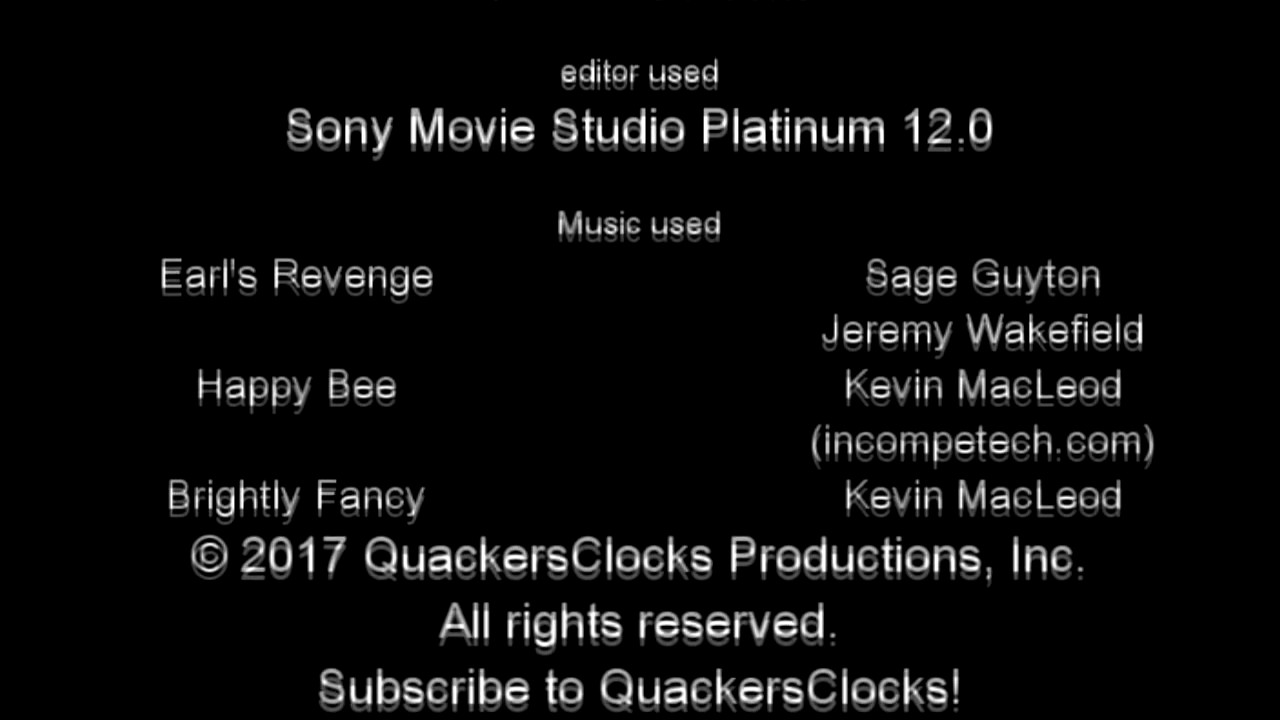 editor used
Sony Movie Studio Platinum 12.0
Music used
Earl's Revenge Sage Guyton
Jeremy Wakefield
Happy Bee Kevin MacLeod
(incompetech.com)
Brightly Fancy Kevin MacLeod
© 2017 QuackersClocks Productions, Inc.
All rights reserved.
Subscribe to QuackersClocks!